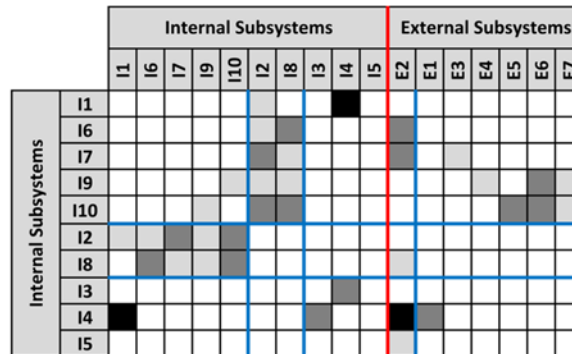 Internal Subsystems External Subsystems
I1 I6 I7 I9 I10 I2 I8 I3 I4 I5 E2 E1 E3 E4 E5 E6 E7
Internal Subsystems
I1
I6
I7
I9
I10
I2
I8
I3
I4
I5